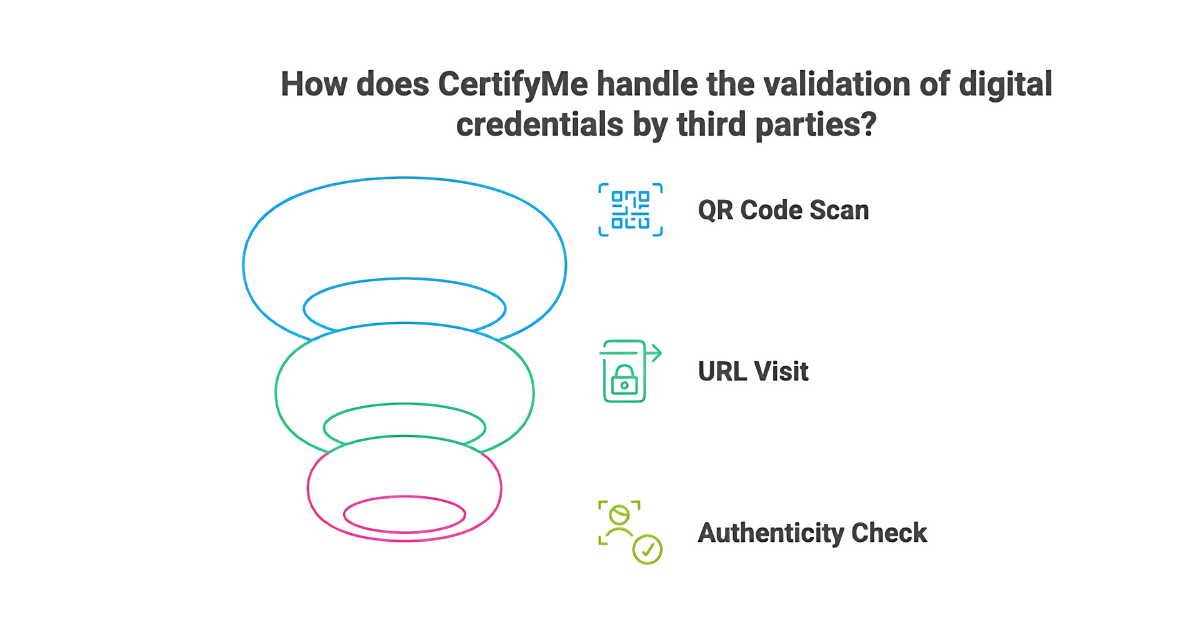 How does CertifyMe handle the validation of digital
credentials by third parties?
QR Code Scan
URL Visit
Authenticity Check